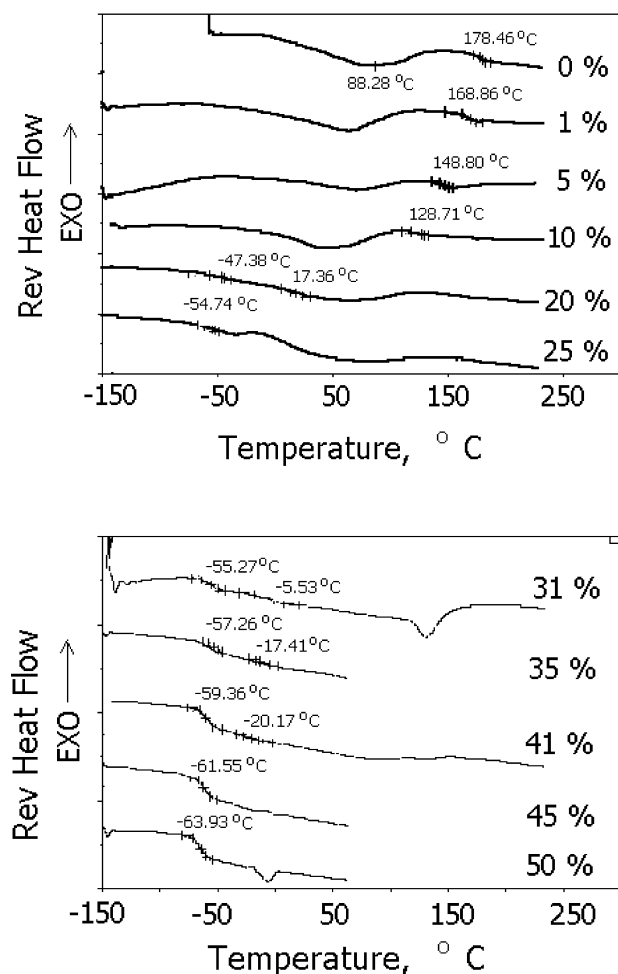 178.46 °C
88.28 °C
0 %
168.86 °C
1 %
148.80 °C
5 %
128.71 °C
10 %
-47.38 °C
17.36 °C
20 %
-54.74 °C
25 %
Rev Heat Flow
EXO →
-150 -50 50 150 250
Temperature, ° C
-55.27°C
-5.53°C
31 %
-57.26 °C
-17.41°C
35 %
-59.36 °C
-20.17°C
41 %
-61.55°C
45 %
-63.93 °C
50 %
Rev Heat Flow
EXO →
-150 -50 50 150 250
Temperature, ° C